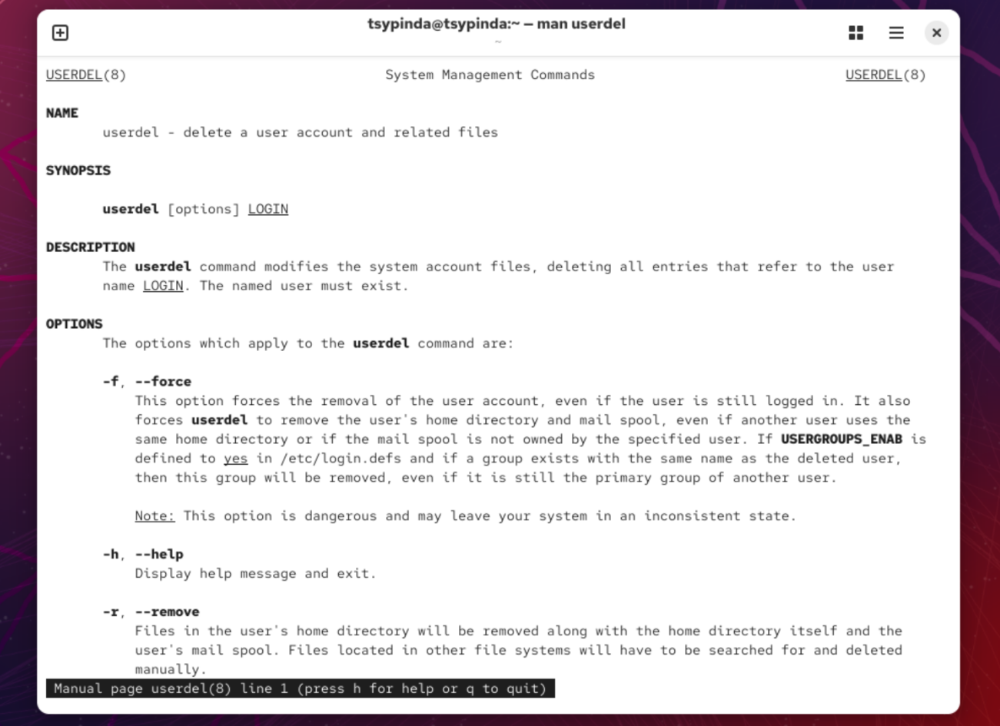 tsypinda@tsypinda:~ — man userdel
~
USERDEL(8) System Management Commands USERDEL(8)
NAME
userdel - delete a user account and related files
SYNOPSIS
userdel [options] LOGIN
DESCRIPTION
The userdel command modifies the system account files, deleting all entries that refer to the user
name LOGIN. The named user must exist.
OPTIONS
The options which apply to the userdel command are:
-f, --force
This option forces the removal of the user account, even if the user is still logged in. It also
forces userdel to remove the user's home directory and mail spool, even if another user uses the
same home directory or if the mail spool is not owned by the specified user. If USERGROUPS_ENAB is
defined to yes in /etc/login.defs and if a group exists with the same name as the deleted user,
then this group will be removed, even if it is still the primary group of another user.
Note: This option is dangerous and may leave your system in an inconsistent state.
-h, --help
Display help message and exit.
-r, --remove
Files in the user's home directory will be removed along with the home directory itself and the
user's mail spool. Files located in other file systems will have to be searched for and deleted
manually.
Manual page userdel(8) line 1 (press h for help or q to quit)